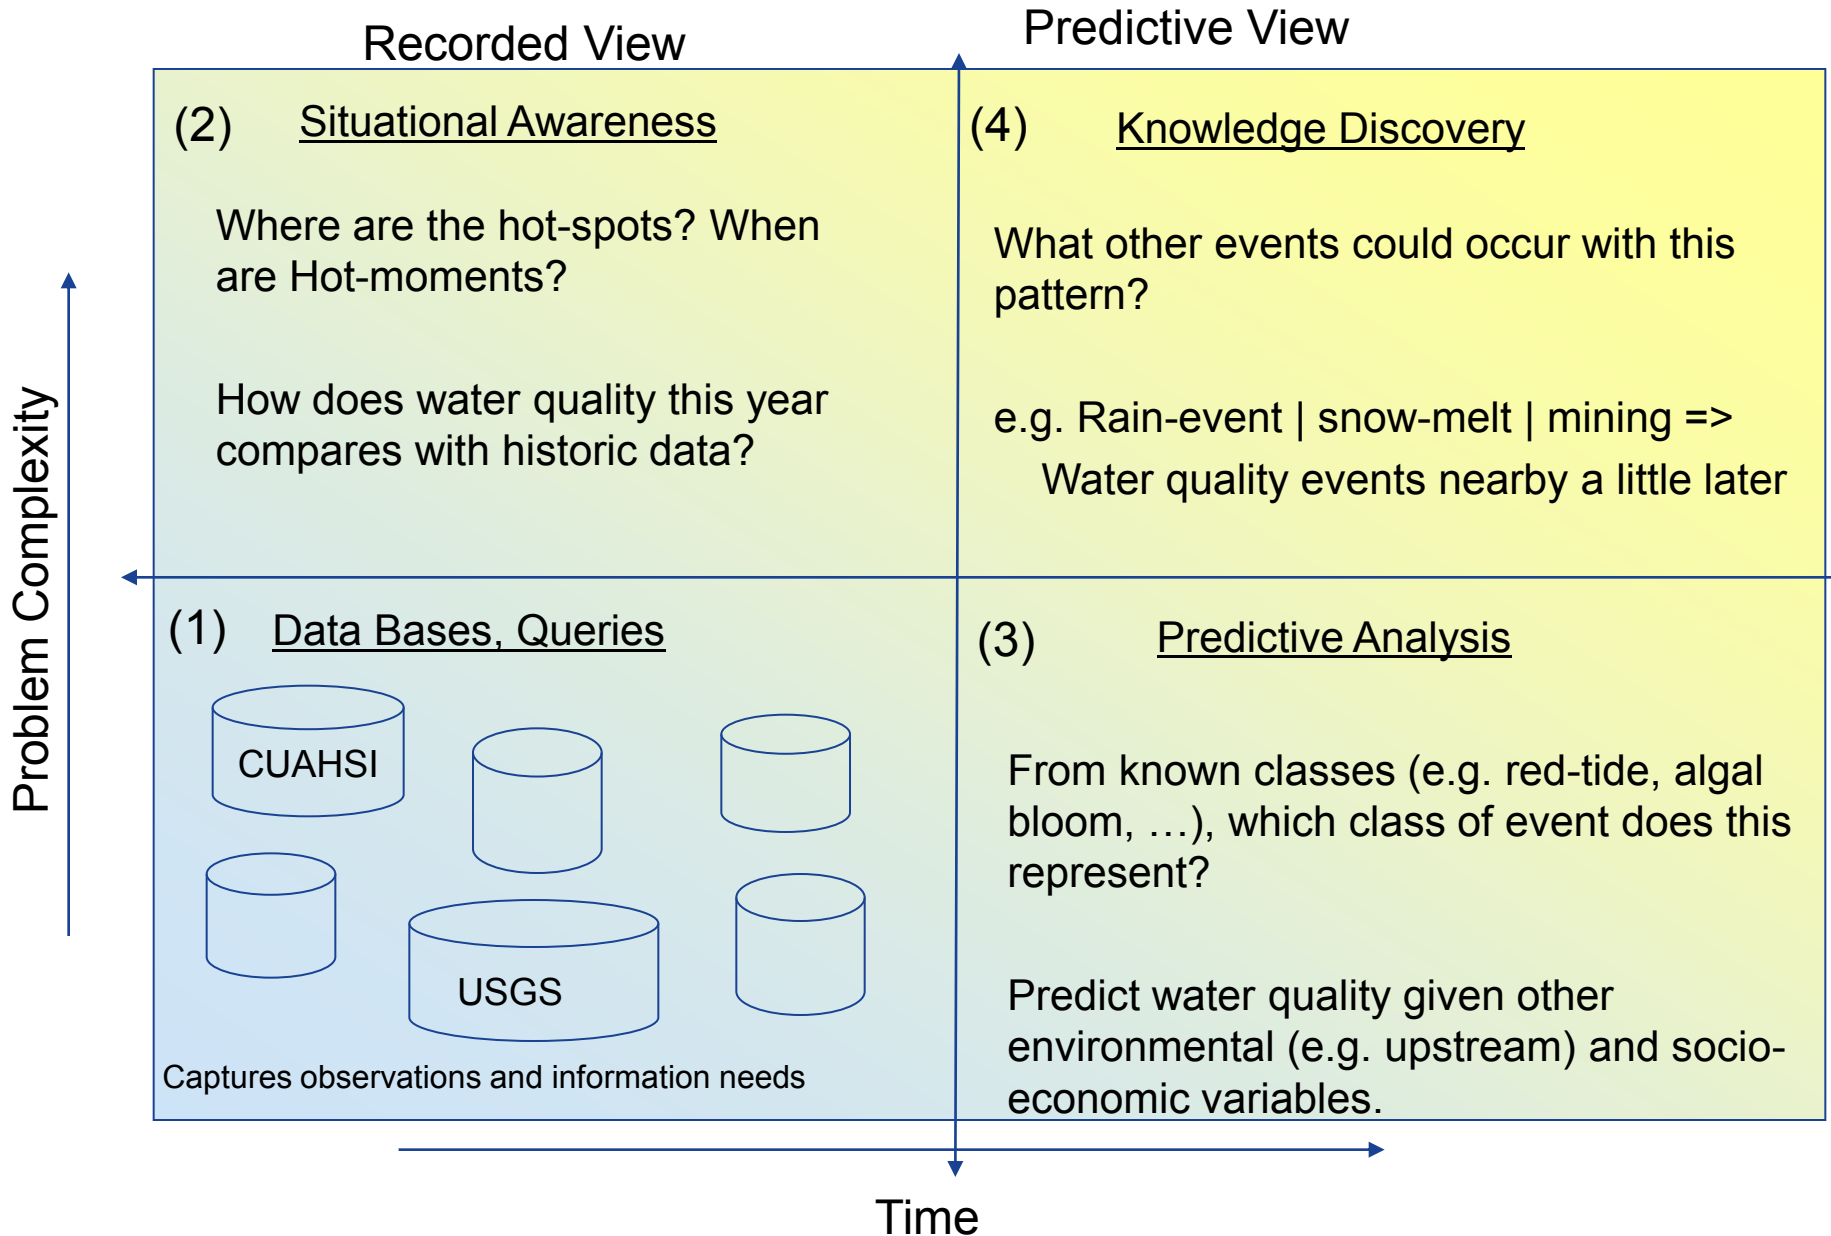 Recorded View
Predictive View
(2) Situational Awareness
Where are the hot-spots? When
are Hot-moments?
How does water quality this year
compares with historic data?
(4) Knowledge Discovery
What other events could occur with this
pattern?
e.g. Rain-event | snow-melt | mining =>
Water quality events nearby a little later
Problem Complexity
(1) Data Bases, Queries
CUAHSI
USGS
Captures observations and information needs
(3) Predictive Analysis
From known classes (e.g. red-tide, algal
bloom, …), which class of event does this
represent?
Predict water quality given other
environmental (e.g. upstream) and socio-
economic variables.
Time